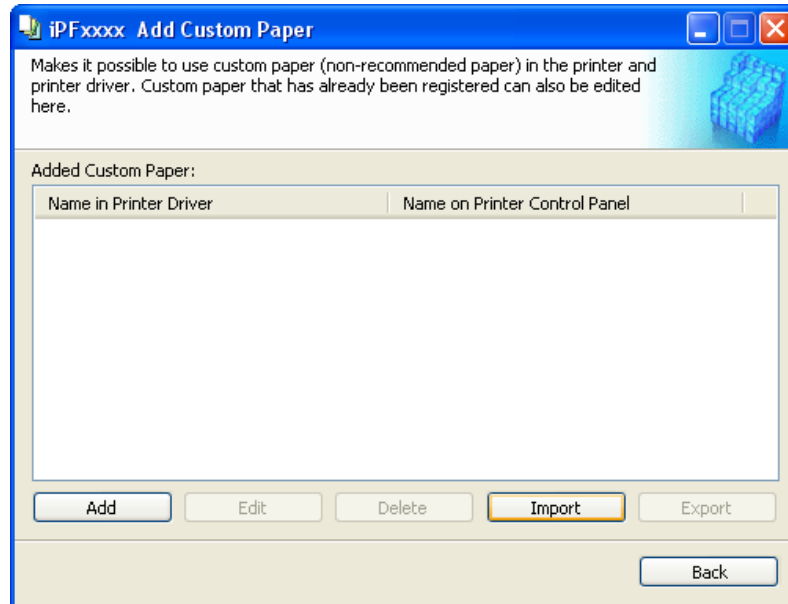 iPFxxxx Add Custom Paper
Makes it possible to use custom paper (non-recommended paper) in the printer and
printer driver. Custom paper that has already been registered can also be edited
here.
Added Custom Paper:
Name in Printer Driver Name on Printer Control Panel
Add Edit Delete Import Export
Back